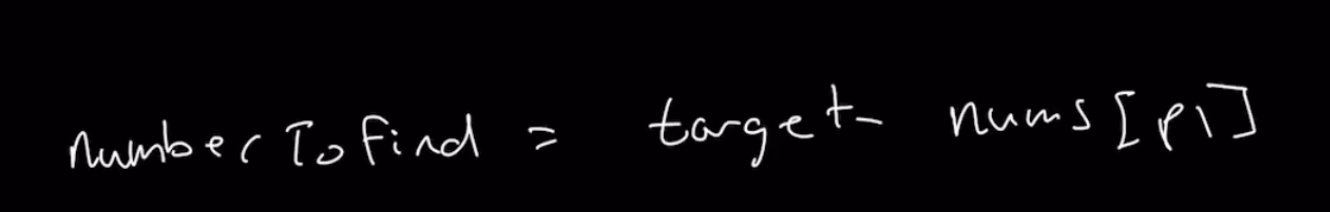 numberToFind = target - nums[p1]